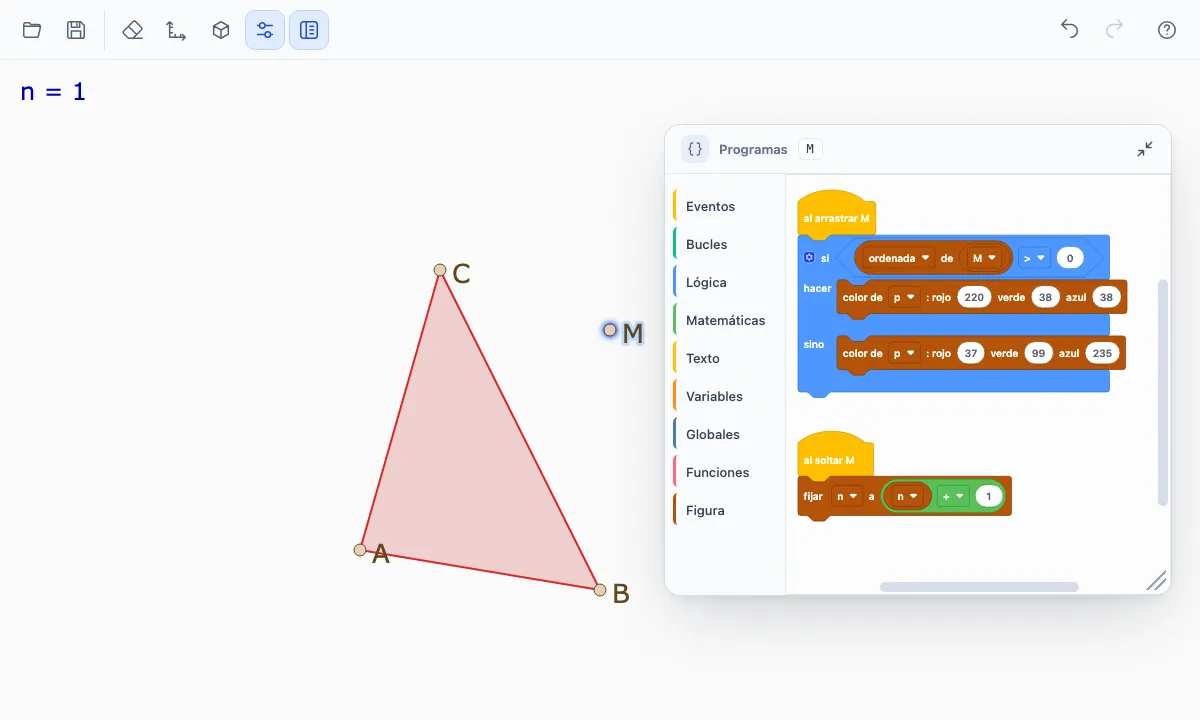 n = 1
Programas M
Eventos
Bucles
Lógica
Matemáticas
Texto
Variables
Globales
Funciones
Figura
al arrastrar M
si ordenada de M > 0
hacer color de p : rojo 220 verde 38 azul 38
sino color de p : rojo 37 verde 99 azul 235
al soltar M
fijar n a n + 1
C
M
A
B